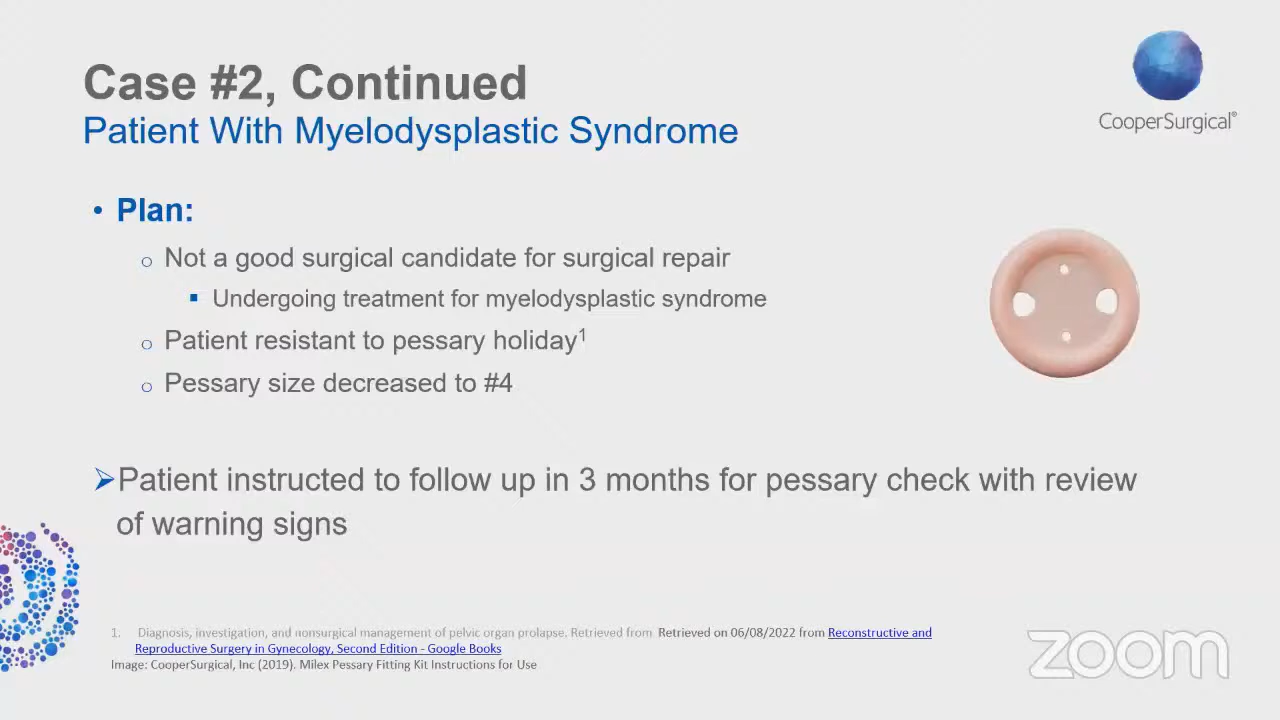 Case #2, Continued
Patient With Myelodysplastic Syndrome
CooperSurgical®
• Plan:
o Not a good surgical candidate for surgical repair
▪ Undergoing treatment for myelodysplastic syndrome
o Patient resistant to pessary holiday1
o Pessary size decreased to #4
➢Patient instructed to follow up in 3 months for pessary check with review
of warning signs
1. Diagnosis, investigation, and nonsurgical management of pelvic organ prolapse. Retrieved from Retrieved on 06/08/2022 from Reconstructive and
Reproductive Surgery in Gynecology, Second Edition - Google Books
Image: CooperSurgical, Inc (2019). Milex Pessary Fitting Kit Instructions for Use
zoom